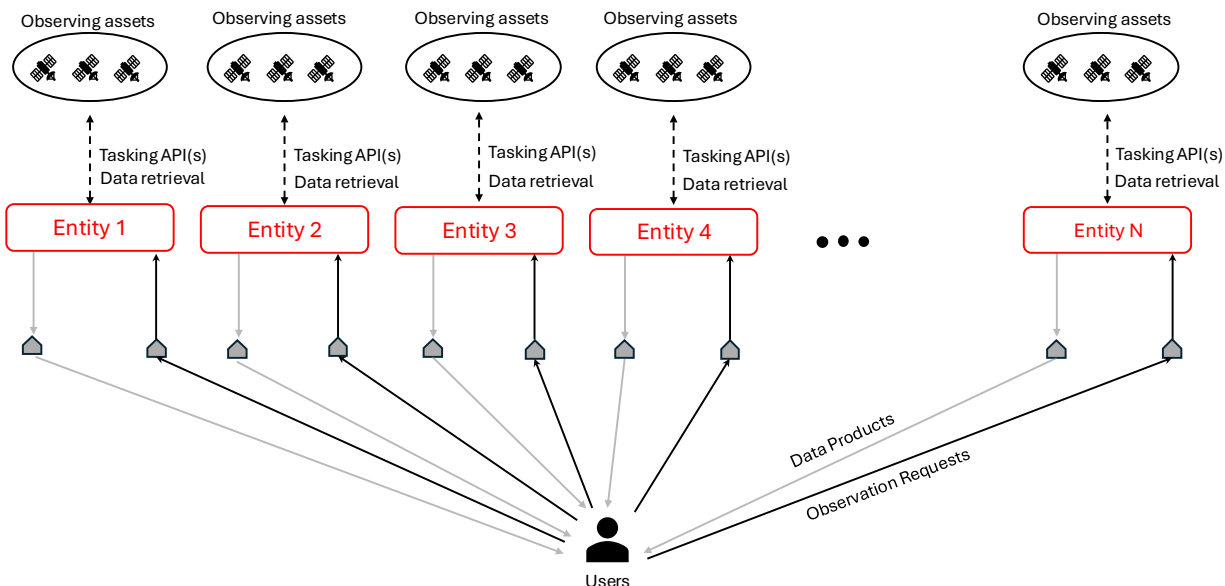 Observing assets
Observing assets
Observing assets
Observing assets
Observing assets
Tasking API(s)
Data retrieval
Tasking API(s)
Data retrieval
Tasking API(s)
Data retrieval
Tasking API(s)
Data retrieval
Tasking API(s)
Data retrieval
Entity 1
Entity 2
Entity 3
Entity 4
Entity N
Data Products
Observation Requests
Users